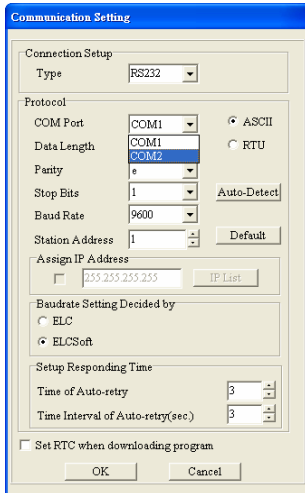 Communication Setting
Connection Setup
Type RS232
Protocol
COM Port COM1 ASCII
Data Length COM1 RTU
COM2
Parity e
Stop Bits 1 Auto-Detect
Baud Rate 9600
Station Address 1 Default
Assign IP Address
255.255.255.255 IP List
Baudrate Setting Decided by
ELC
ELCSoft
Setup Responding Time
Time of Auto-retry 3
Time Interval of Auto-retry(sec.) 3
Set RTC when downloading program
OK Cancel